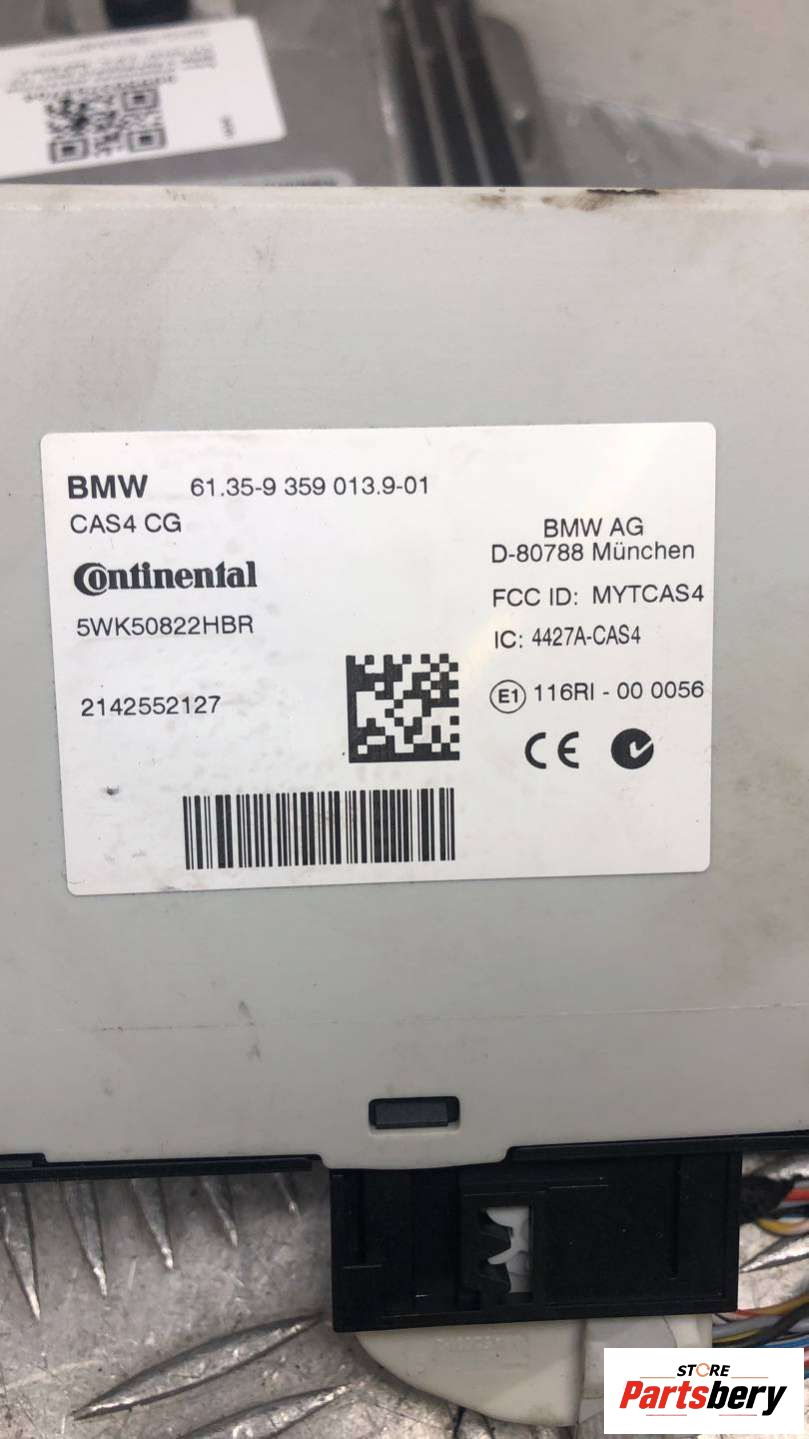 BMW 61.35-9 359 013.9-01
CAS4 CG
Continental
5WK50822HBR
2142552127
BMW AG
D-80788 München
FCC ID: MYTCAS4
IC: 4427A-CAS4
E1 116RI - 00 0056
CE
STORE
Partsbery